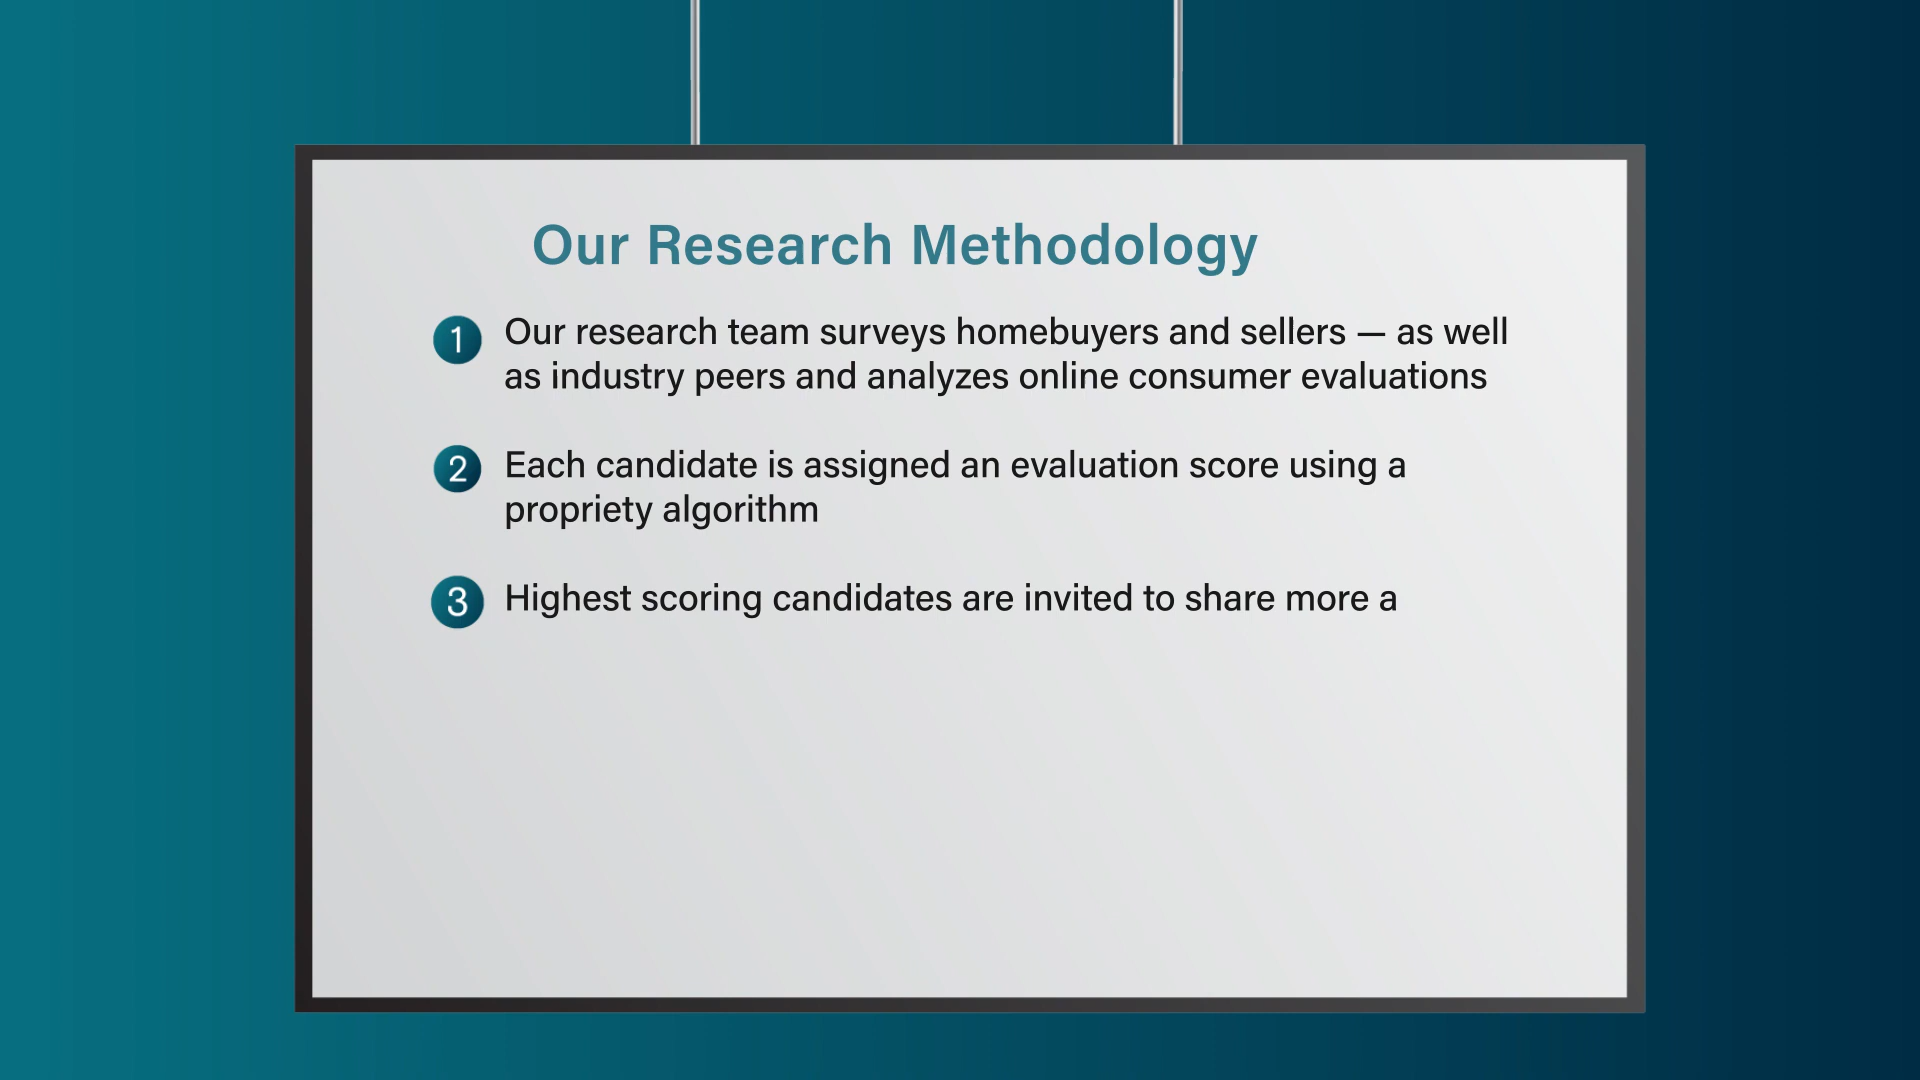 Our Research Methodology
1 Our research team surveys homebuyers and sellers — as well
as industry peers and analyzes online consumer evaluations
2 Each candidate is assigned an evaluation score using a
propriety algorithm
3 Highest scoring candidates are invited to share more a